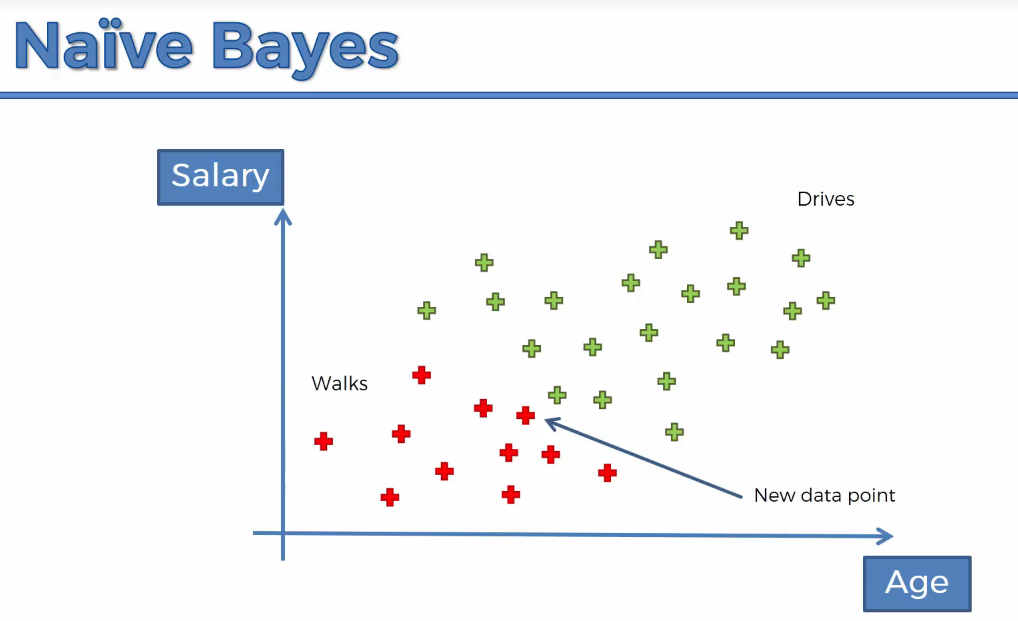 Naïve Bayes
Salary
Drives
Walks
New data point
Age